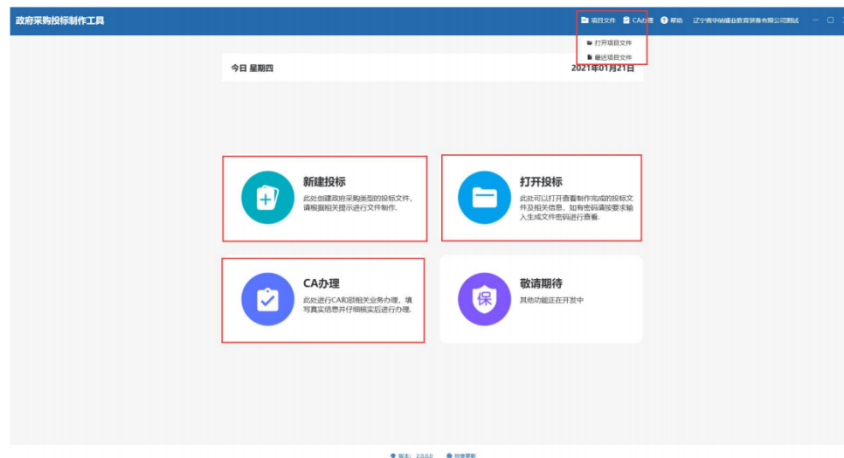 政府采购投标制作工具
项目文件 CA办理 帮助
打开项目文件
最近项目文件
今日 星期四
2021年01月21日
新建投标
此处创建政府采购类型的投标文件，
请根据相关提示进行文件制作.
打开投标
此处可以打开查看制作完成的投标文
件及相关信息，如有密码请按要求输
入生成文件密码进行查看.
CA办理
此处进行CA和锁相关业务办理，填
写真实信息并仔细核实后进行办理.
保
敬请期待
其他功能正在开发中
版本: 2.0.0.0